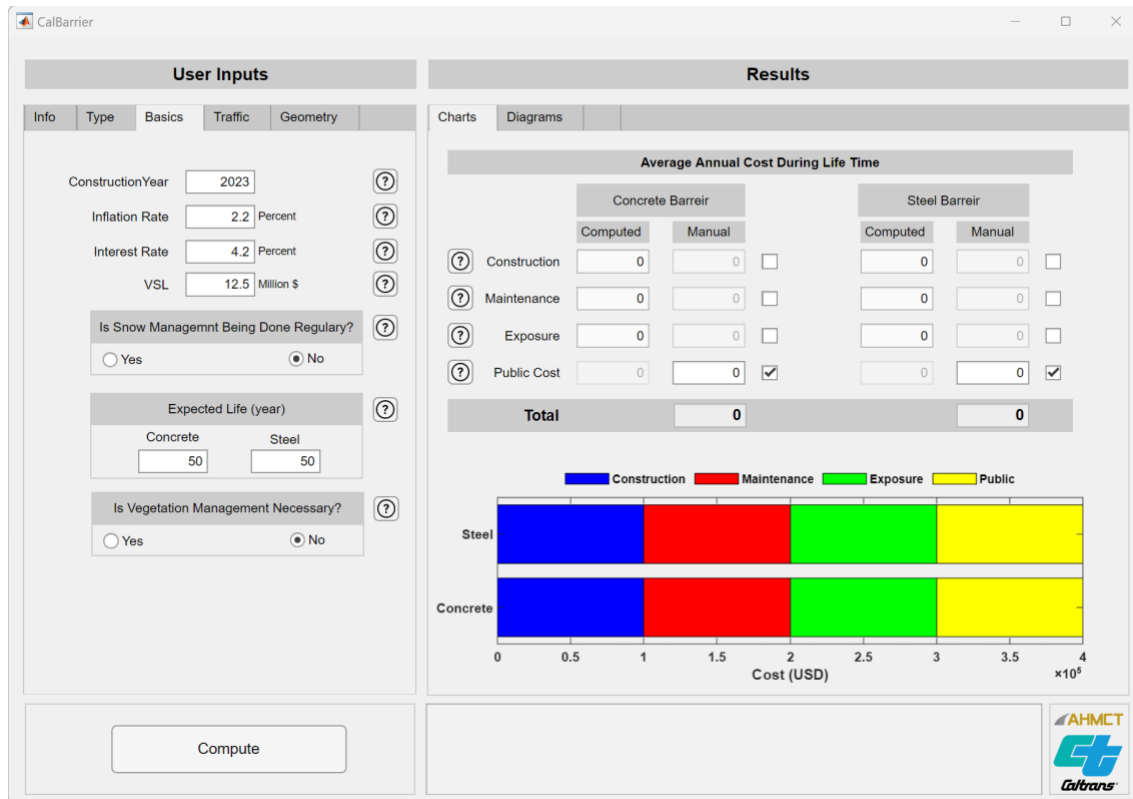 CalBarrier
User Inputs
Info Type Basics Traffic Geometry
ConstructionYear 2023 ?
Inflation Rate 2.2 Percent ?
Interest Rate 4.2 Percent ?
VSL 12.5 Million $ ?
Is Snow Managemnt Being Done Regulary? ?
Yes No
Expected Life (year) ?
Concrete Steel
50 50
Is Vegetation Management Necessary? ?
Yes No
Compute
Results
Charts Diagrams
Average Annual Cost During Life Time
Concrete Barreir Steel Barreir
Computed Manual Computed Manual
? Construction 0 0 0 0
? Maintenance 0 0 0 0
? Exposure 0 0 0 0
? Public Cost 0 0 0 0
Total 0 0
Construction Maintenance Exposure Public
Steel
Concrete
0 0.5 1 1.5 2 2.5 3 3.5 4
Cost (USD) ×10⁵
AHMCT
Ct
Caltrans